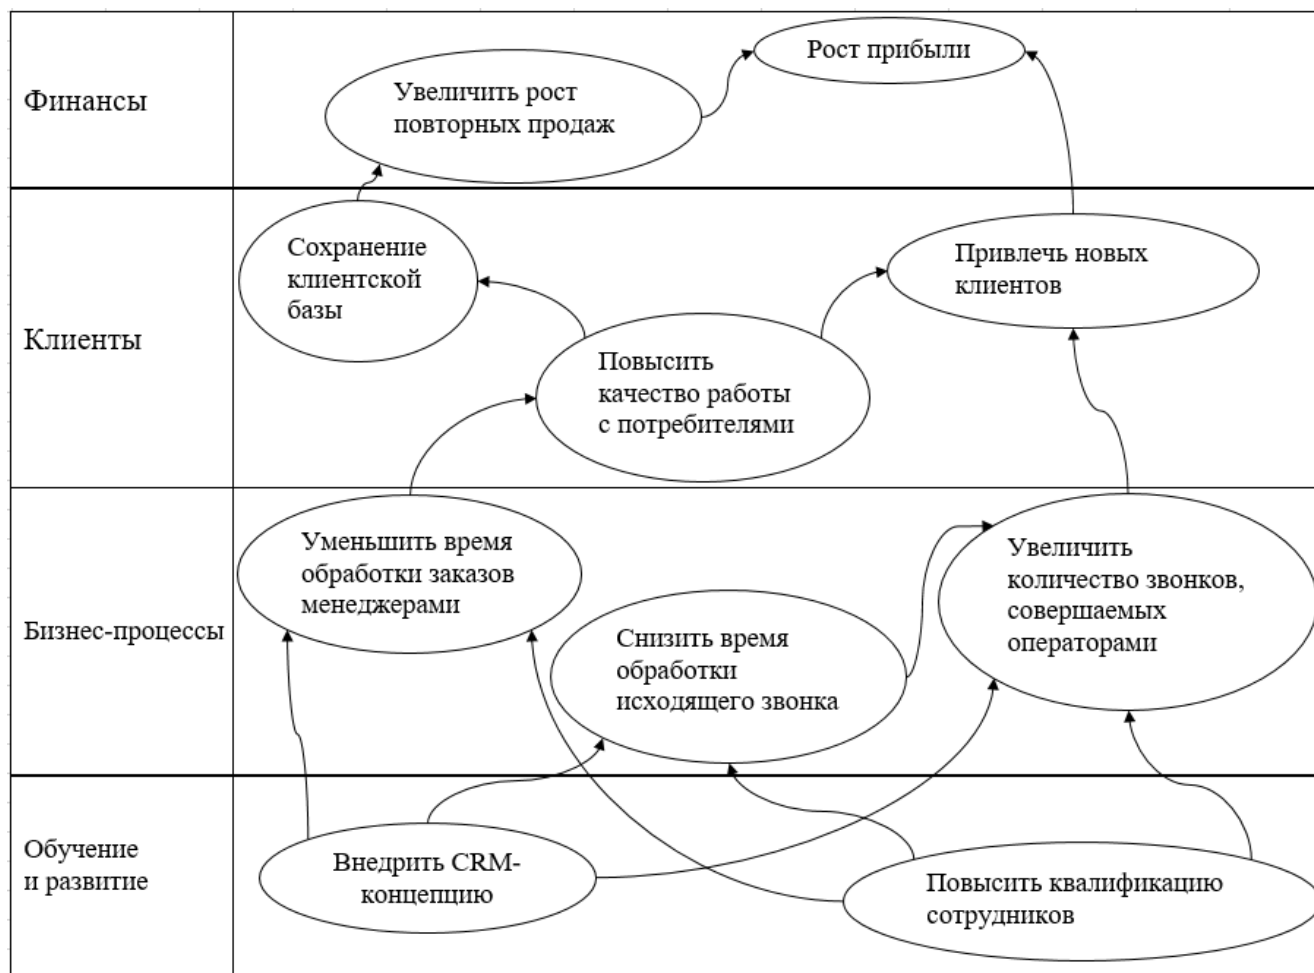 Финансы
Увеличить рост
повторных продаж
Рост прибыли
Клиенты
Сохранение
клиентской
базы
Повысить
качество работы
с потребителями
Привлечь новых
клиентов
Бизнес-процессы
Уменьшить время
обработки заказов
менеджерами
Снизить время
обработки
исходящего звонка
Увеличить
количество звонков,
совершаемых
операторами
Обучение
и развитие
Внедрить CRM-
концепцию
Повысить квалификацию
сотрудников